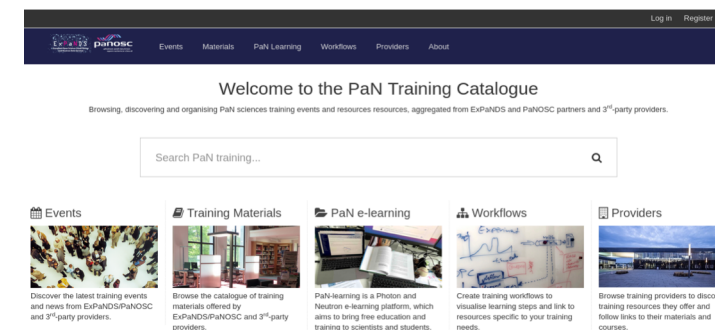 Log in Register
ExPaNDS panosc Events Materials PaN Learning Workflows Providers About
Welcome to the PaN Training Catalogue
Browsing, discovering and organising PaN sciences training events and resources resources, aggregated from ExPaNDS and PaNOSC partners and 3rd-party providers.
Search PaN training...
Events
Discover the latest training events
and news from ExPaNDS/PaNOSC
and 3rd-party providers.
Training Materials
Browse the catalogue of training
materials offered by
ExPaNDS/PaNOSC and 3rd-party
providers.
PaN e-learning
PaN-learning is a Photon and
Neutron e-learning platform, which
aims to bring free education and
training to scientists and students.
Workflows
Create training workflows to
visualise learning steps and link to
resources specific to your training
needs.
Providers
Browse training providers to disco
training resources they offer and
follow links to their materials and
courses.